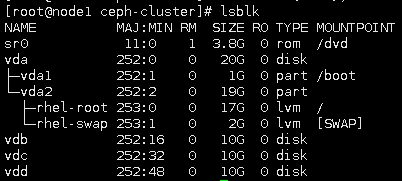 [root@node1 ceph-cluster]# lsblk
NAME MAJ:MIN RM SIZE RO TYPE MOUNTPOINT
sr0 11:0 1 3.8G 0 rom /dvd
vda 252:0 0 20G 0 disk
├─vda1 252:1 0 1G 0 part /boot
└─vda2 252:2 0 19G 0 part
├─rhel-root 253:0 0 17G 0 lvm /
└─rhel-swap 253:1 0 2G 0 lvm [SWAP]
vdb 252:16 0 10G 0 disk
vdc 252:32 0 10G 0 disk
vdd 252:48 0 10G 0 disk